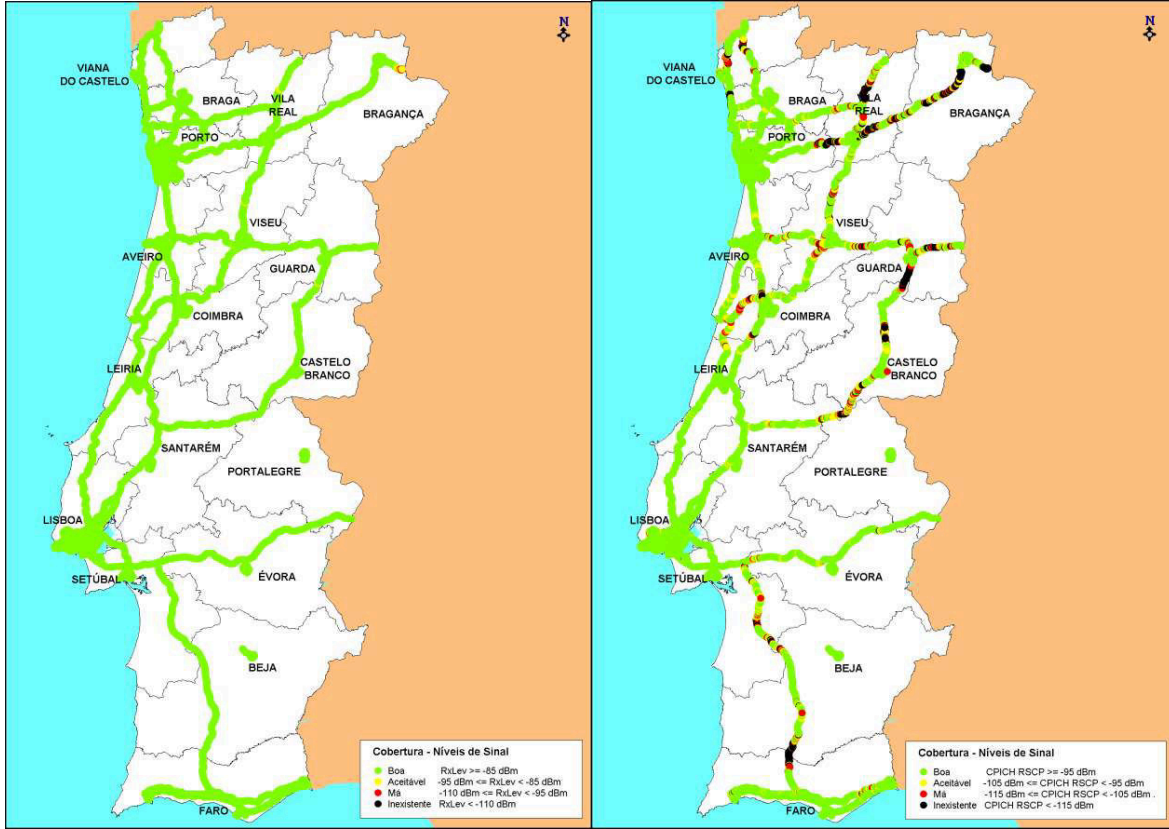 N
VIANA
DO CASTELO
BRAGA
VILA
REAL
BRAGANÇA
PORTO
VISEU
AVEIRO
GUARDA
COIMBRA
LEIRIA
CASTELO
BRANCO
SANTARÉM
PORTALEGRE
LISBOA
SETÚBAL
ÉVORA
BEJA
FARO
Cobertura - Níveis de Sinal
Boa RxLev >= -85 dBm
Aceitável -95 dBm <= RxLev < -85 dBm
Má -110 dBm <= RxLev < -95 dBm
Inexistente RxLev < -110 dBm
N
VIANA
DO CASTELO
BRAGA
VILA
REAL
BRAGANÇA
PORTO
VISEU
AVEIRO
GUARDA
COIMBRA
LEIRIA
CASTELO
BRANCO
SANTARÉM
PORTALEGRE
LISBOA
SETÚBAL
ÉVORA
BEJA
FARO
Cobertura - Níveis de Sinal
Boa CPICH RSCP >= -95 dBm
Aceitável -105 dBm <= CPICH RSCP < -95 dBm
Má -115 dBm <= CPICH RSCP < -105 dBm .
Inexistente CPICH RSCP < -115 dBm